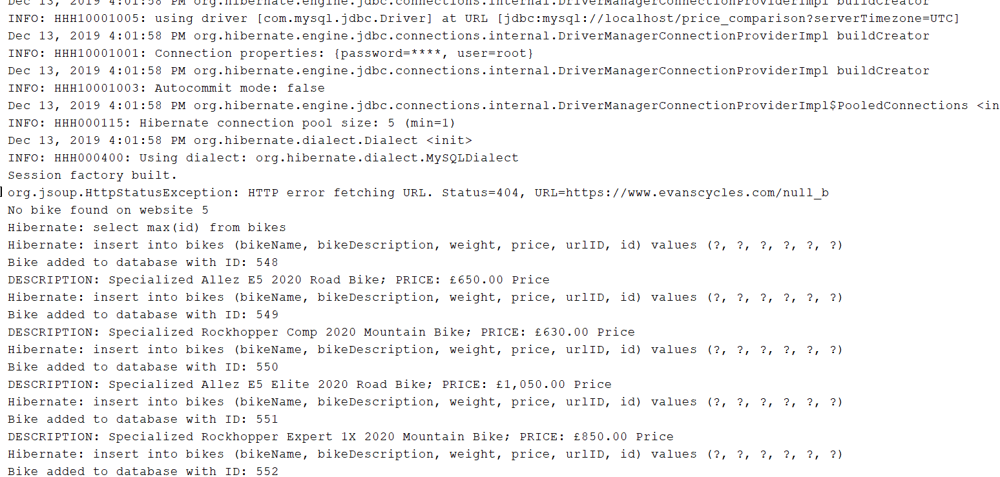 Dec 13, 2019 4:01:58 PM org.hibernate.engine.jdbc.connections.internal.DriverManagerConnectionProviderImpl buildCreator
INFO: HHH10001005: using driver [com.mysql.jdbc.Driver] at URL [jdbc:mysql://localhost/price_comparison?serverTimezone=UTC]
Dec 13, 2019 4:01:58 PM org.hibernate.engine.jdbc.connections.internal.DriverManagerConnectionProviderImpl buildCreator
INFO: HHH10001001: Connection properties: {password=****, user=root}
Dec 13, 2019 4:01:58 PM org.hibernate.engine.jdbc.connections.internal.DriverManagerConnectionProviderImpl buildCreator
INFO: HHH10001003: Autocommit mode: false
Dec 13, 2019 4:01:58 PM org.hibernate.engine.jdbc.connections.internal.DriverManagerConnectionProviderImpl$PooledConnections <in
INFO: HHH000115: Hibernate connection pool size: 5 (min=1)
Dec 13, 2019 4:01:58 PM org.hibernate.dialect.Dialect <init>
INFO: HHH000400: Using dialect: org.hibernate.dialect.MySQLDialect
Session factory built.
org.jsoup.HttpStatusException: HTTP error fetching URL. Status=404, URL=https://www.evanscycles.com/null_b
No bike found on website 5
Hibernate: select max(id) from bikes
Hibernate: insert into bikes (bikeName, bikeDescription, weight, price, urlID, id) values (?, ?, ?, ?, ?, ?)
Bike added to database with ID: 548
DESCRIPTION: Specialized Allez E5 2020 Road Bike; PRICE: £650.00 Price
Hibernate: insert into bikes (bikeName, bikeDescription, weight, price, urlID, id) values (?, ?, ?, ?, ?, ?)
Bike added to database with ID: 549
DESCRIPTION: Specialized Rockhopper Comp 2020 Mountain Bike; PRICE: £630.00 Price
Hibernate: insert into bikes (bikeName, bikeDescription, weight, price, urlID, id) values (?, ?, ?, ?, ?, ?)
Bike added to database with ID: 550
DESCRIPTION: Specialized Allez E5 Elite 2020 Road Bike; PRICE: £1,050.00 Price
Hibernate: insert into bikes (bikeName, bikeDescription, weight, price, urlID, id) values (?, ?, ?, ?, ?, ?)
Bike added to database with ID: 551
DESCRIPTION: Specialized Rockhopper Expert 1X 2020 Mountain Bike; PRICE: £850.00 Price
Hibernate: insert into bikes (bikeName, bikeDescription, weight, price, urlID, id) values (?, ?, ?, ?, ?, ?)
Bike added to database with ID: 552